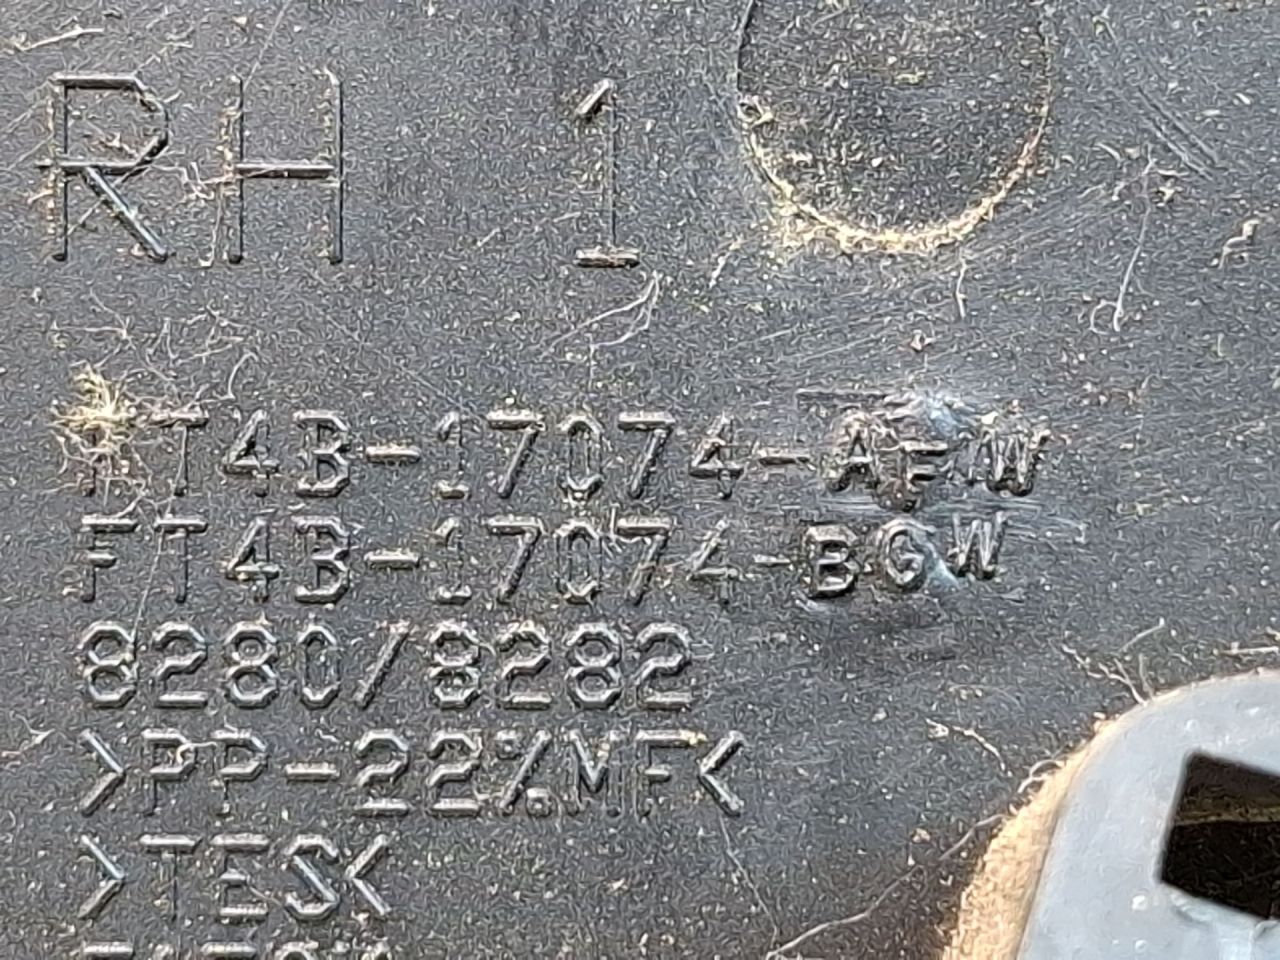 RH 1
FT4B-17074-AFW
FT4B-17074-BGW
8280/8282
>PP-22%MF<
>TES<